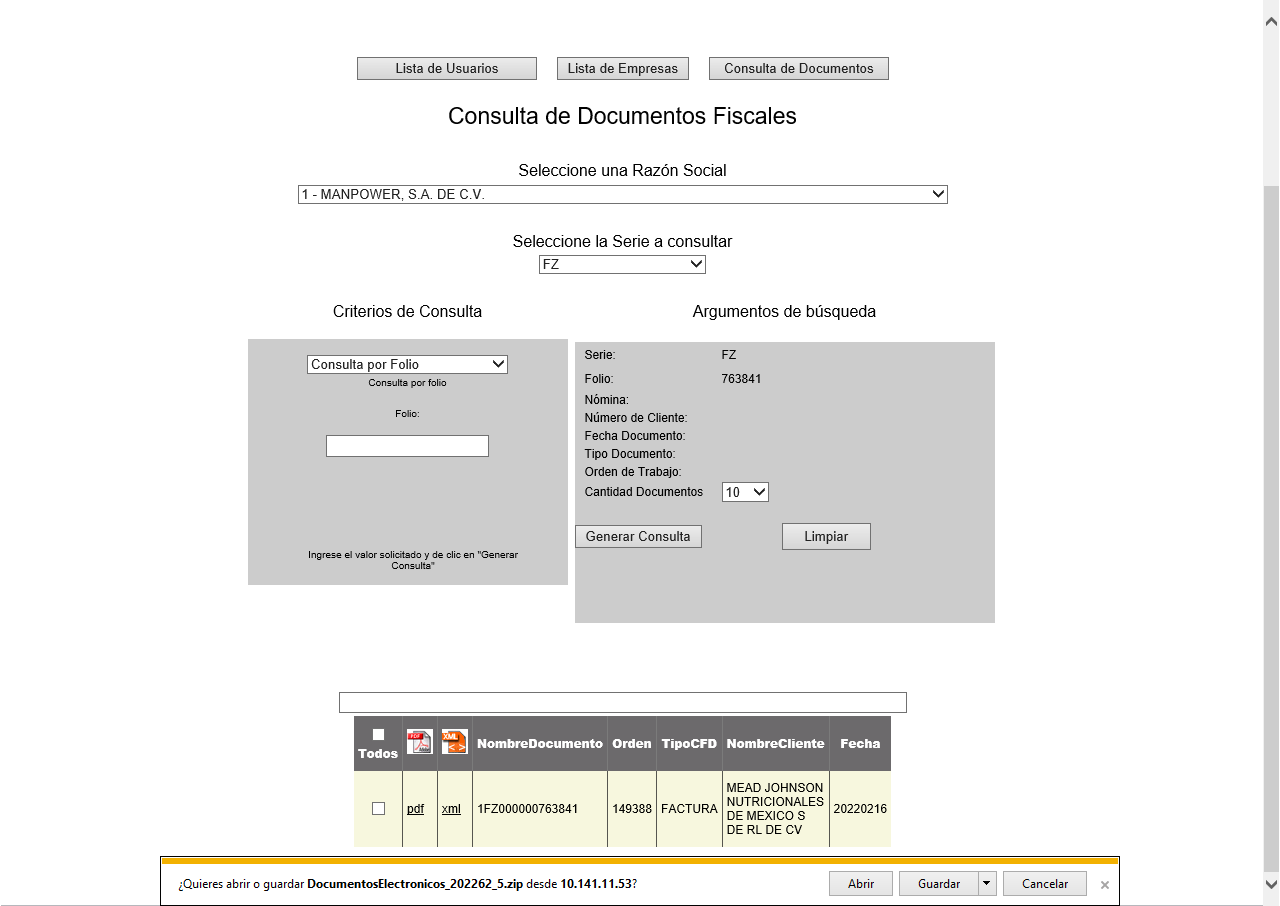 Lista de Usuarios Lista de Empresas Consulta de Documentos
Consulta de Documentos Fiscales
Seleccione una Razón Social
1 - MANPOWER, S.A. DE C.V.
Seleccione la Serie a consultar
FZ
Criterios de Consulta
Consulta por Folio
Consulta por folio
Folio:
Ingrese el valor solicitado y de clic en "Generar
Consulta"
Argumentos de búsqueda
Serie: FZ
Folio: 763841
Nómina:
Número de Cliente:
Fecha Documento:
Tipo Documento:
Orden de Trabajo:
Cantidad Documentos 10
Generar Consulta Limpiar
Todos PDF XML NombreDocumento Orden TipoCFD NombreCliente Fecha
pdf xml 1FZ000000763841 149388 FACTURA MEAD JOHNSON
NUTRICIONALES
DE MEXICO S
DE RL DE CV
20220216
¿Quieres abrir o guardar DocumentosElectronicos_202262_5.zip desde 10.141.11.53? Abrir Guardar Cancelar